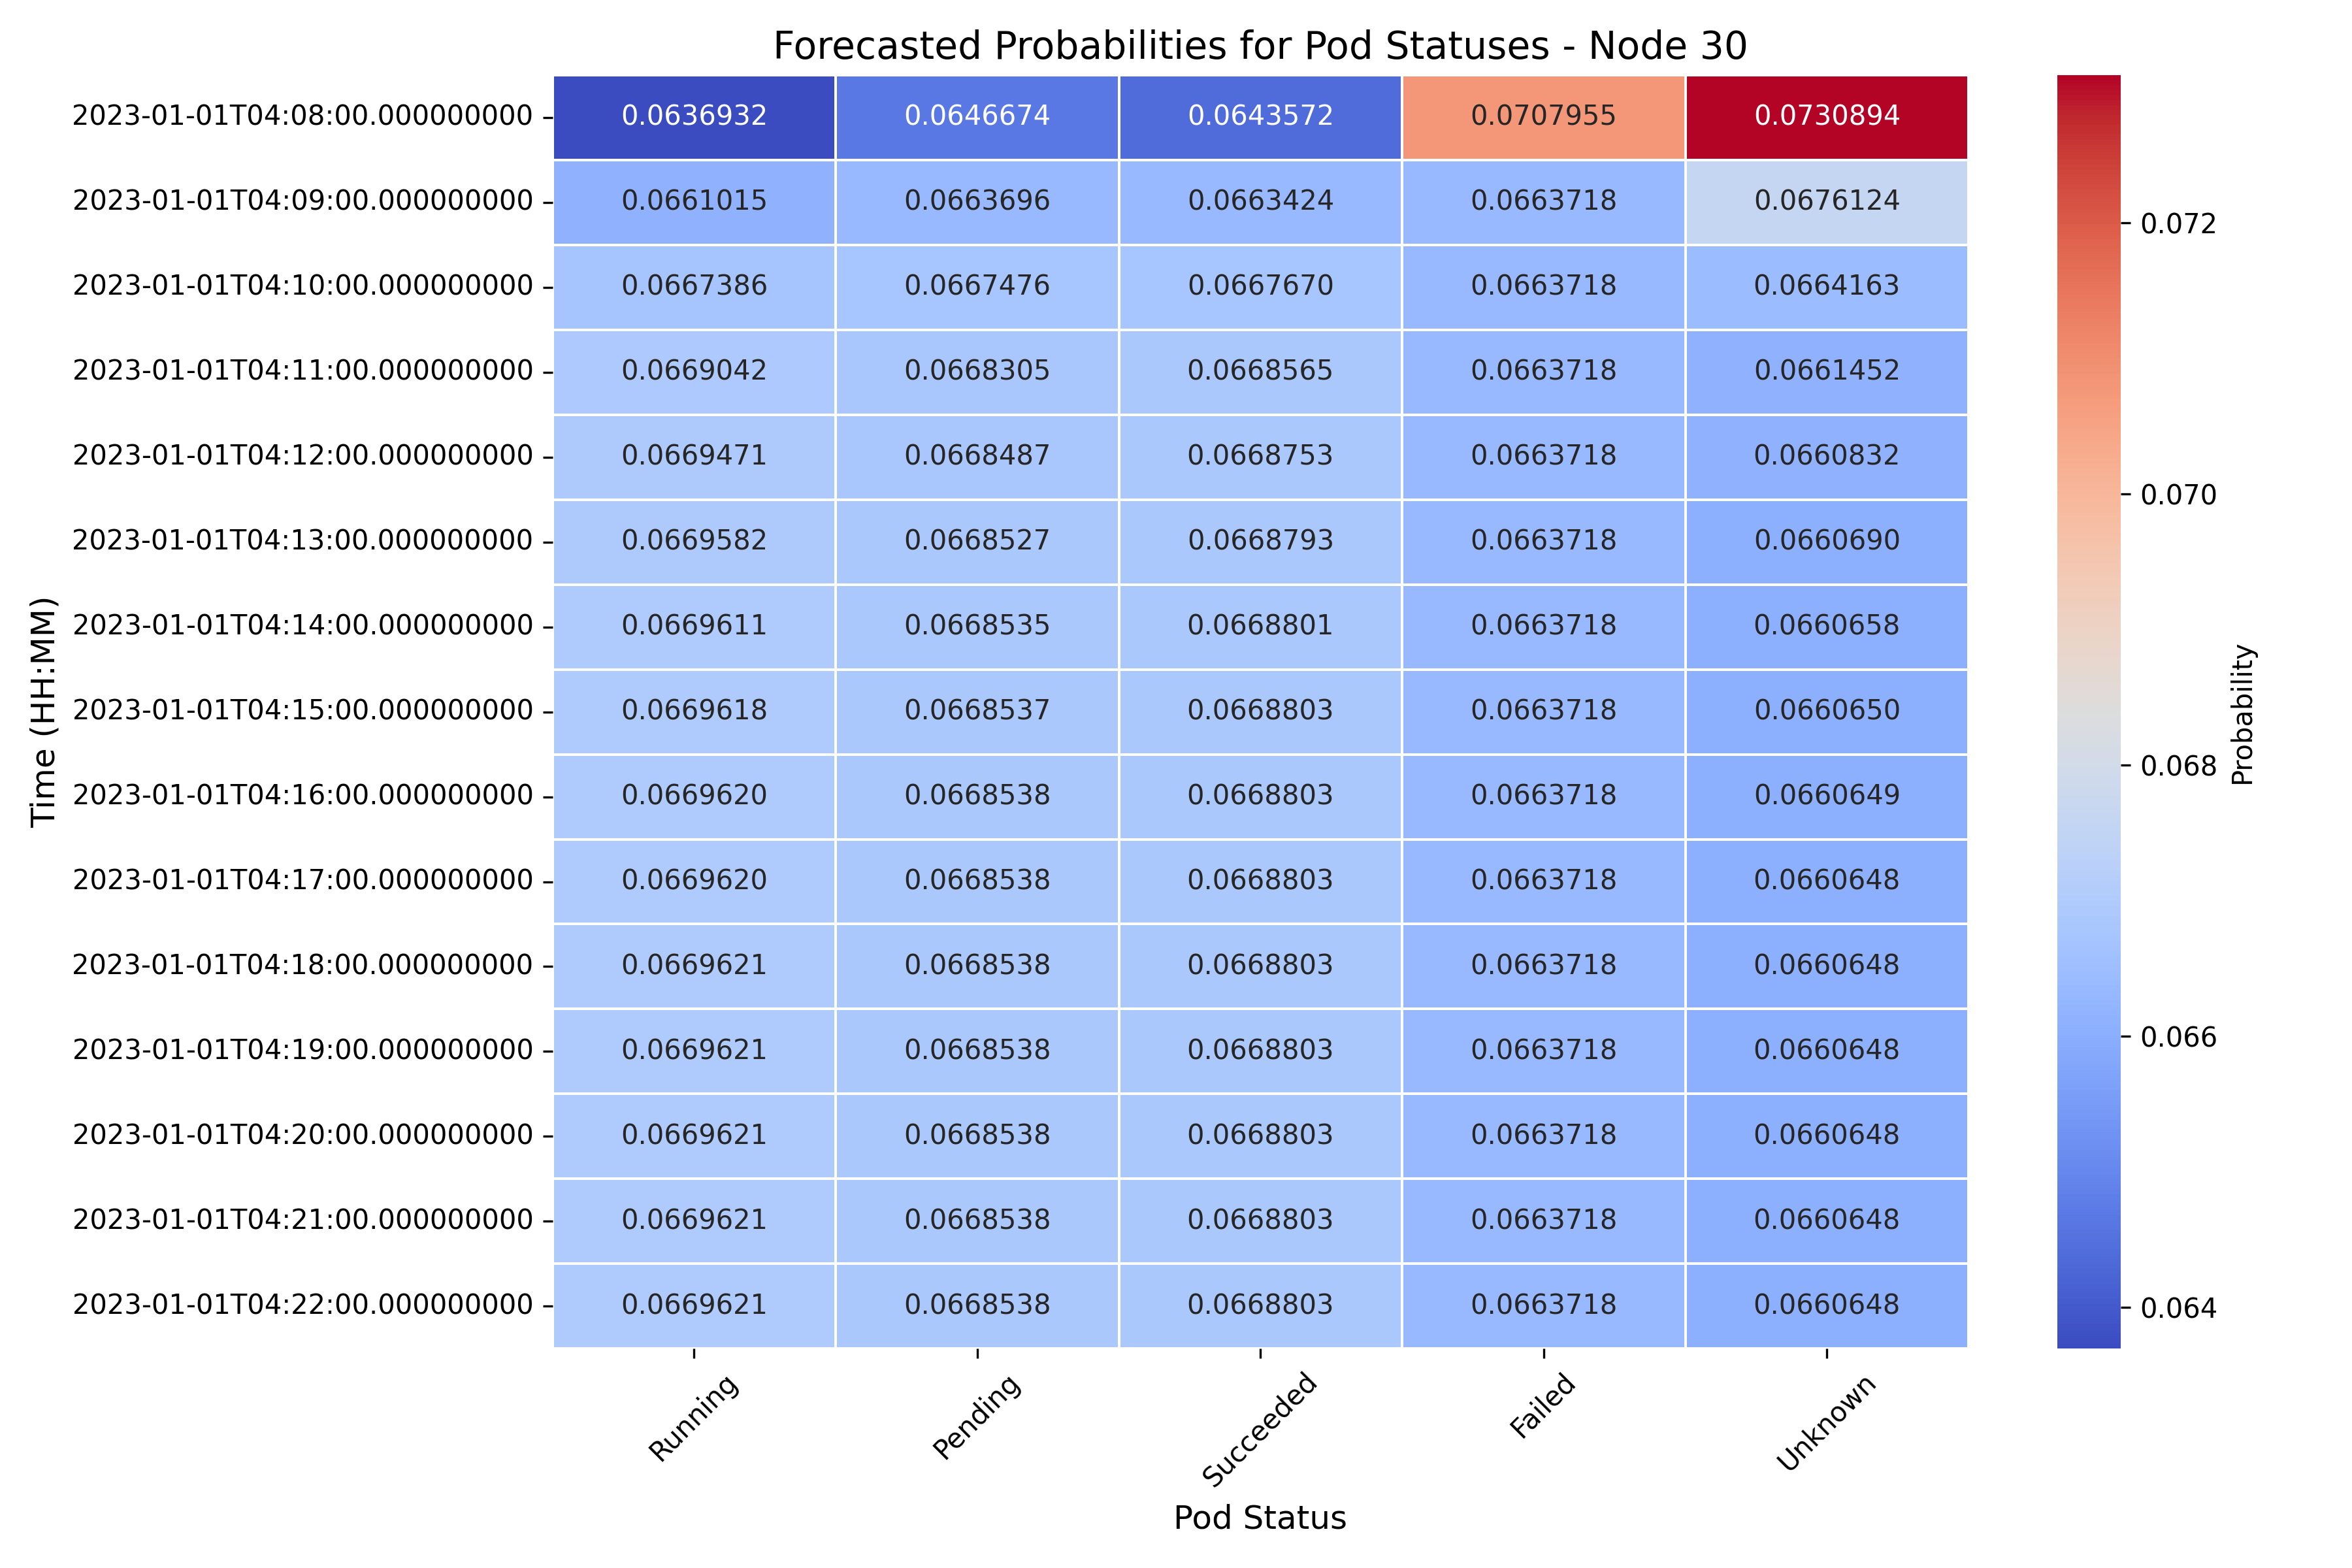 Forecasted Probabilities for Pod Statuses - Node 30
2023-01-01T04:08:00.000000000 0.0636932 0.0646674 0.0643572 0.0707955 0.0730894
2023-01-01T04:09:00.000000000 0.0661015 0.0663696 0.0663424 0.0663718 0.0676124
2023-01-01T04:10:00.000000000 0.0667386 0.0667476 0.0667670 0.0663718 0.0664163
2023-01-01T04:11:00.000000000 0.0669042 0.0668305 0.0668565 0.0663718 0.0661452
2023-01-01T04:12:00.000000000 0.0669471 0.0668487 0.0668753 0.0663718 0.0660832
2023-01-01T04:13:00.000000000 0.0669582 0.0668527 0.0668793 0.0663718 0.0660690
2023-01-01T04:14:00.000000000 0.0669611 0.0668535 0.0668801 0.0663718 0.0660658
2023-01-01T04:15:00.000000000 0.0669618 0.0668537 0.0668803 0.0663718 0.0660650
2023-01-01T04:16:00.000000000 0.0669620 0.0668538 0.0668803 0.0663718 0.0660649
2023-01-01T04:17:00.000000000 0.0669620 0.0668538 0.0668803 0.0663718 0.0660648
2023-01-01T04:18:00.000000000 0.0669621 0.0668538 0.0668803 0.0663718 0.0660648
2023-01-01T04:19:00.000000000 0.0669621 0.0668538 0.0668803 0.0663718 0.0660648
2023-01-01T04:20:00.000000000 0.0669621 0.0668538 0.0668803 0.0663718 0.0660648
2023-01-01T04:21:00.000000000 0.0669621 0.0668538 0.0668803 0.0663718 0.0660648
2023-01-01T04:22:00.000000000 0.0669621 0.0668538 0.0668803 0.0663718 0.0660648
Time (HH:MM)
Running Pending Succeeded Failed Unknown
Pod Status
0.072
0.070
0.068
0.066
0.064
Probability